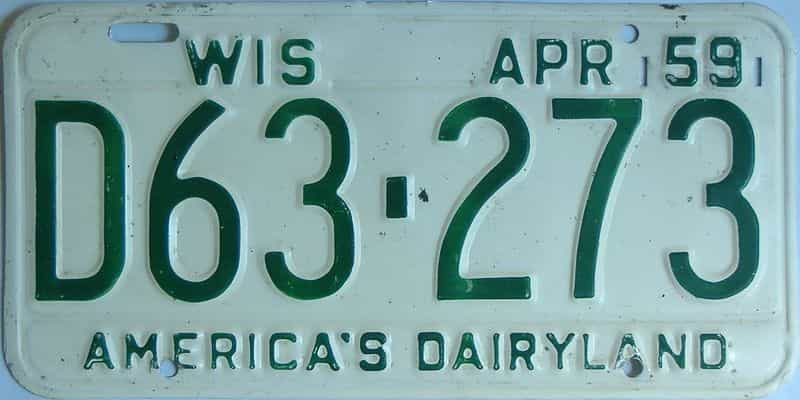 WIS APR 59
D63-273
AMERICA'S DAIRYLAND